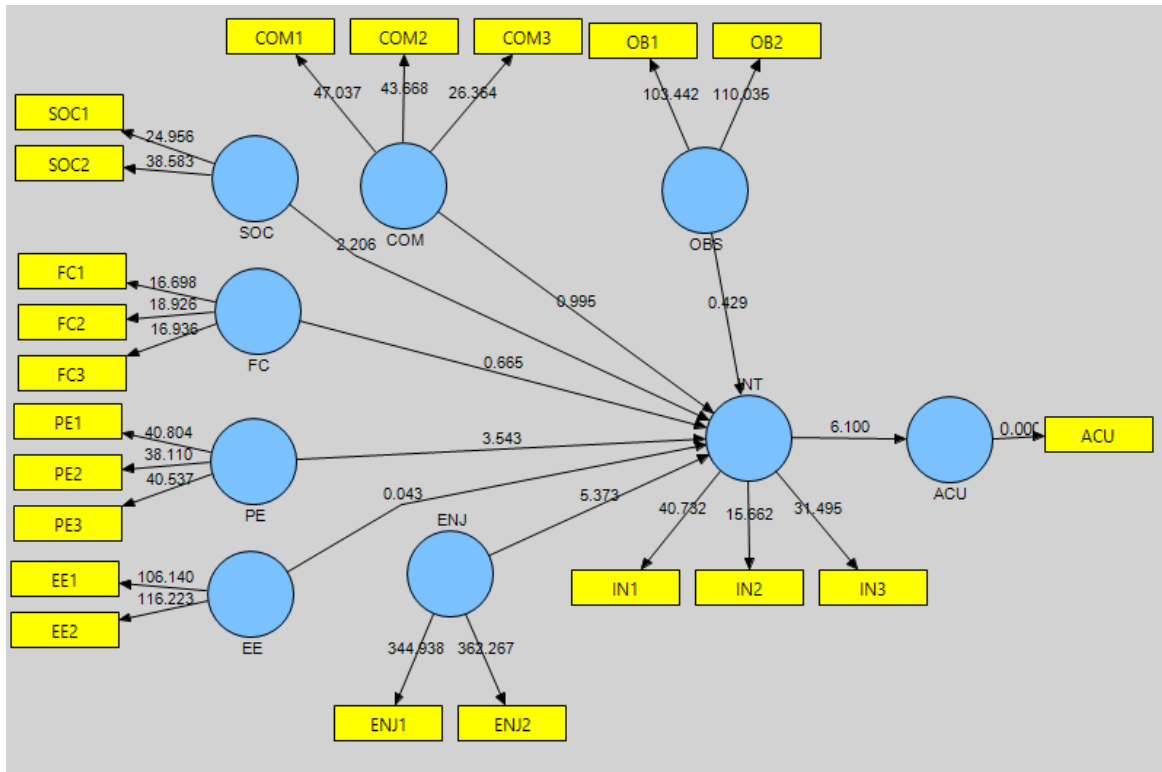 COM1
COM2
COM3
OB1
OB2
47.037
43.668
26.364
103.442
110.035
SOC1
24.956
SOC2
38.583
SOC
COM
OBS
2.206
FC1
16.698
18.926
FC2
16.936
FC3
FC
0.995
0.429
0.665
NT
PE1
40.804
PE2
38.110
40.537
PE3
PE
3.543
6.100
0.000
ACU
ACU
0.043
5.373
ENJ
40.732
15.662
31.495
EE1
106.140
116.223
EE2
EE
IN1
IN2
IN3
344.938
362.267
ENJ1
ENJ2